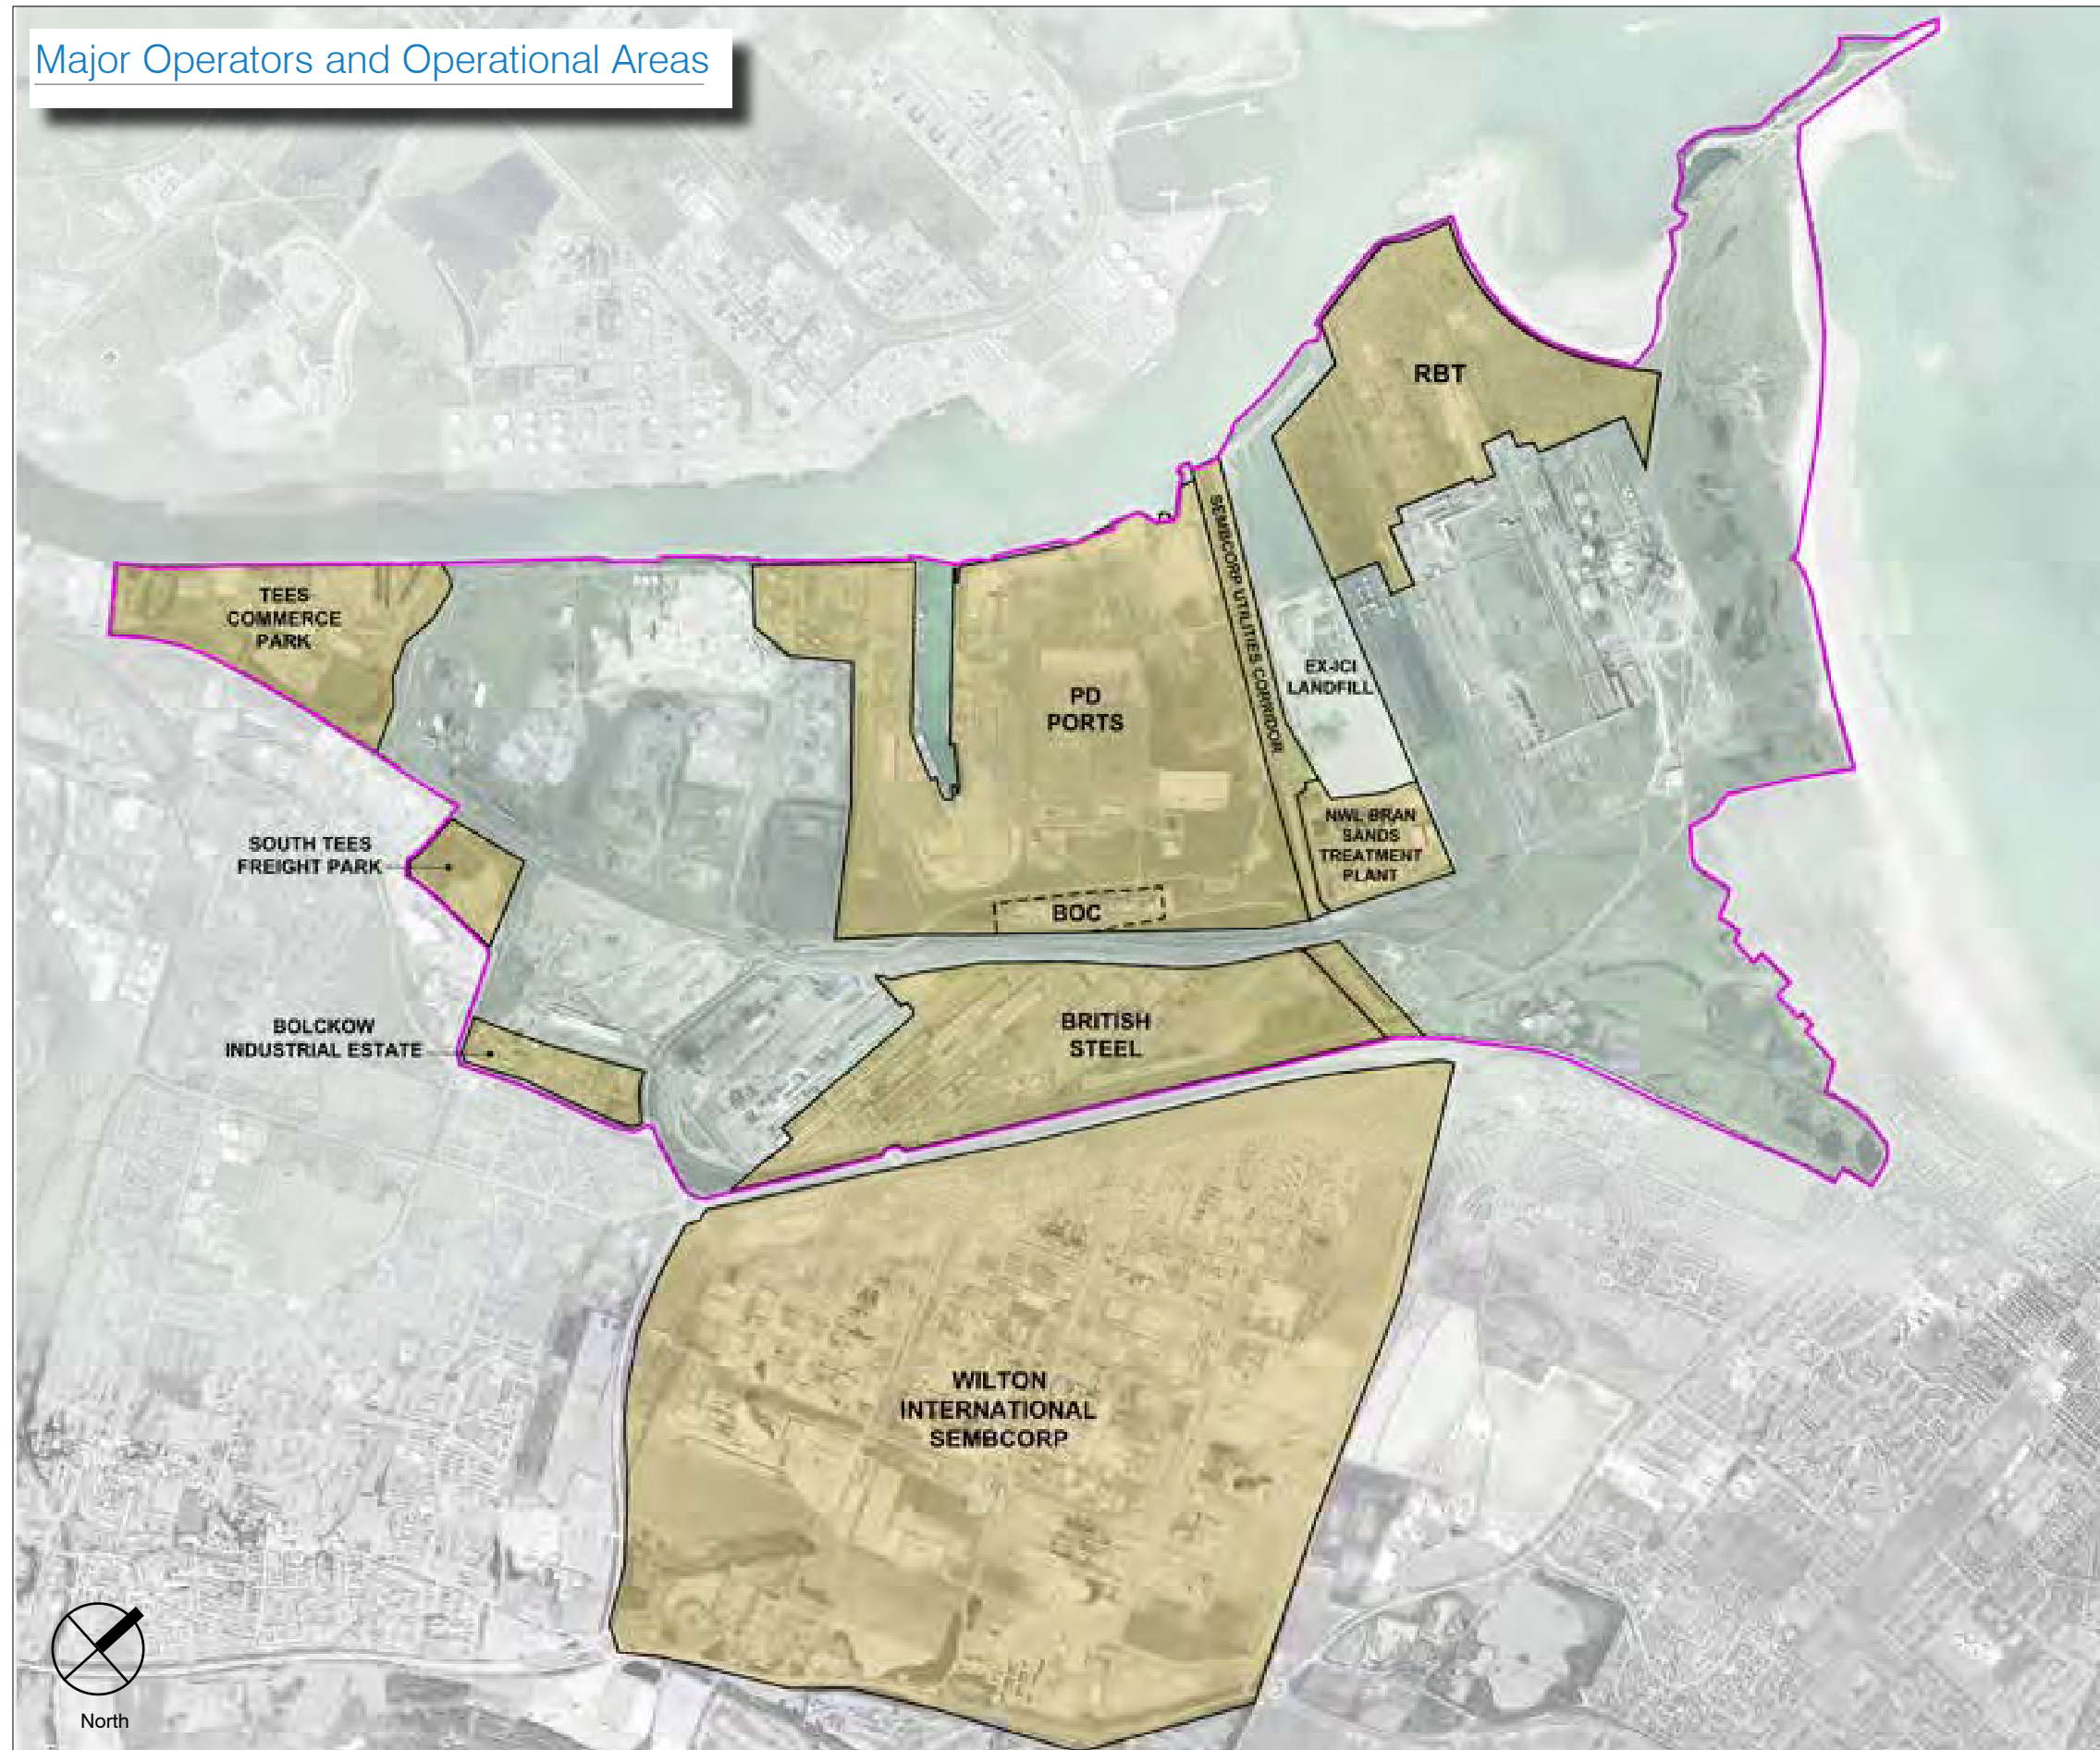 Major Operators and Operational Areas
RBT
TEES
COMMERCE
PARK
SEMBCORP UTILITIES CORRIDOR
EX-ICI
LANDFILL
PD
PORTS
NWL BRAN
SANDS
TREATMENT
PLANT
SOUTH TEES
FREIGHT PARK
BOC
BOLCKOW
INDUSTRIAL ESTATE
BRITISH
STEEL
WILTON
INTERNATIONAL
SEMBCORP
North